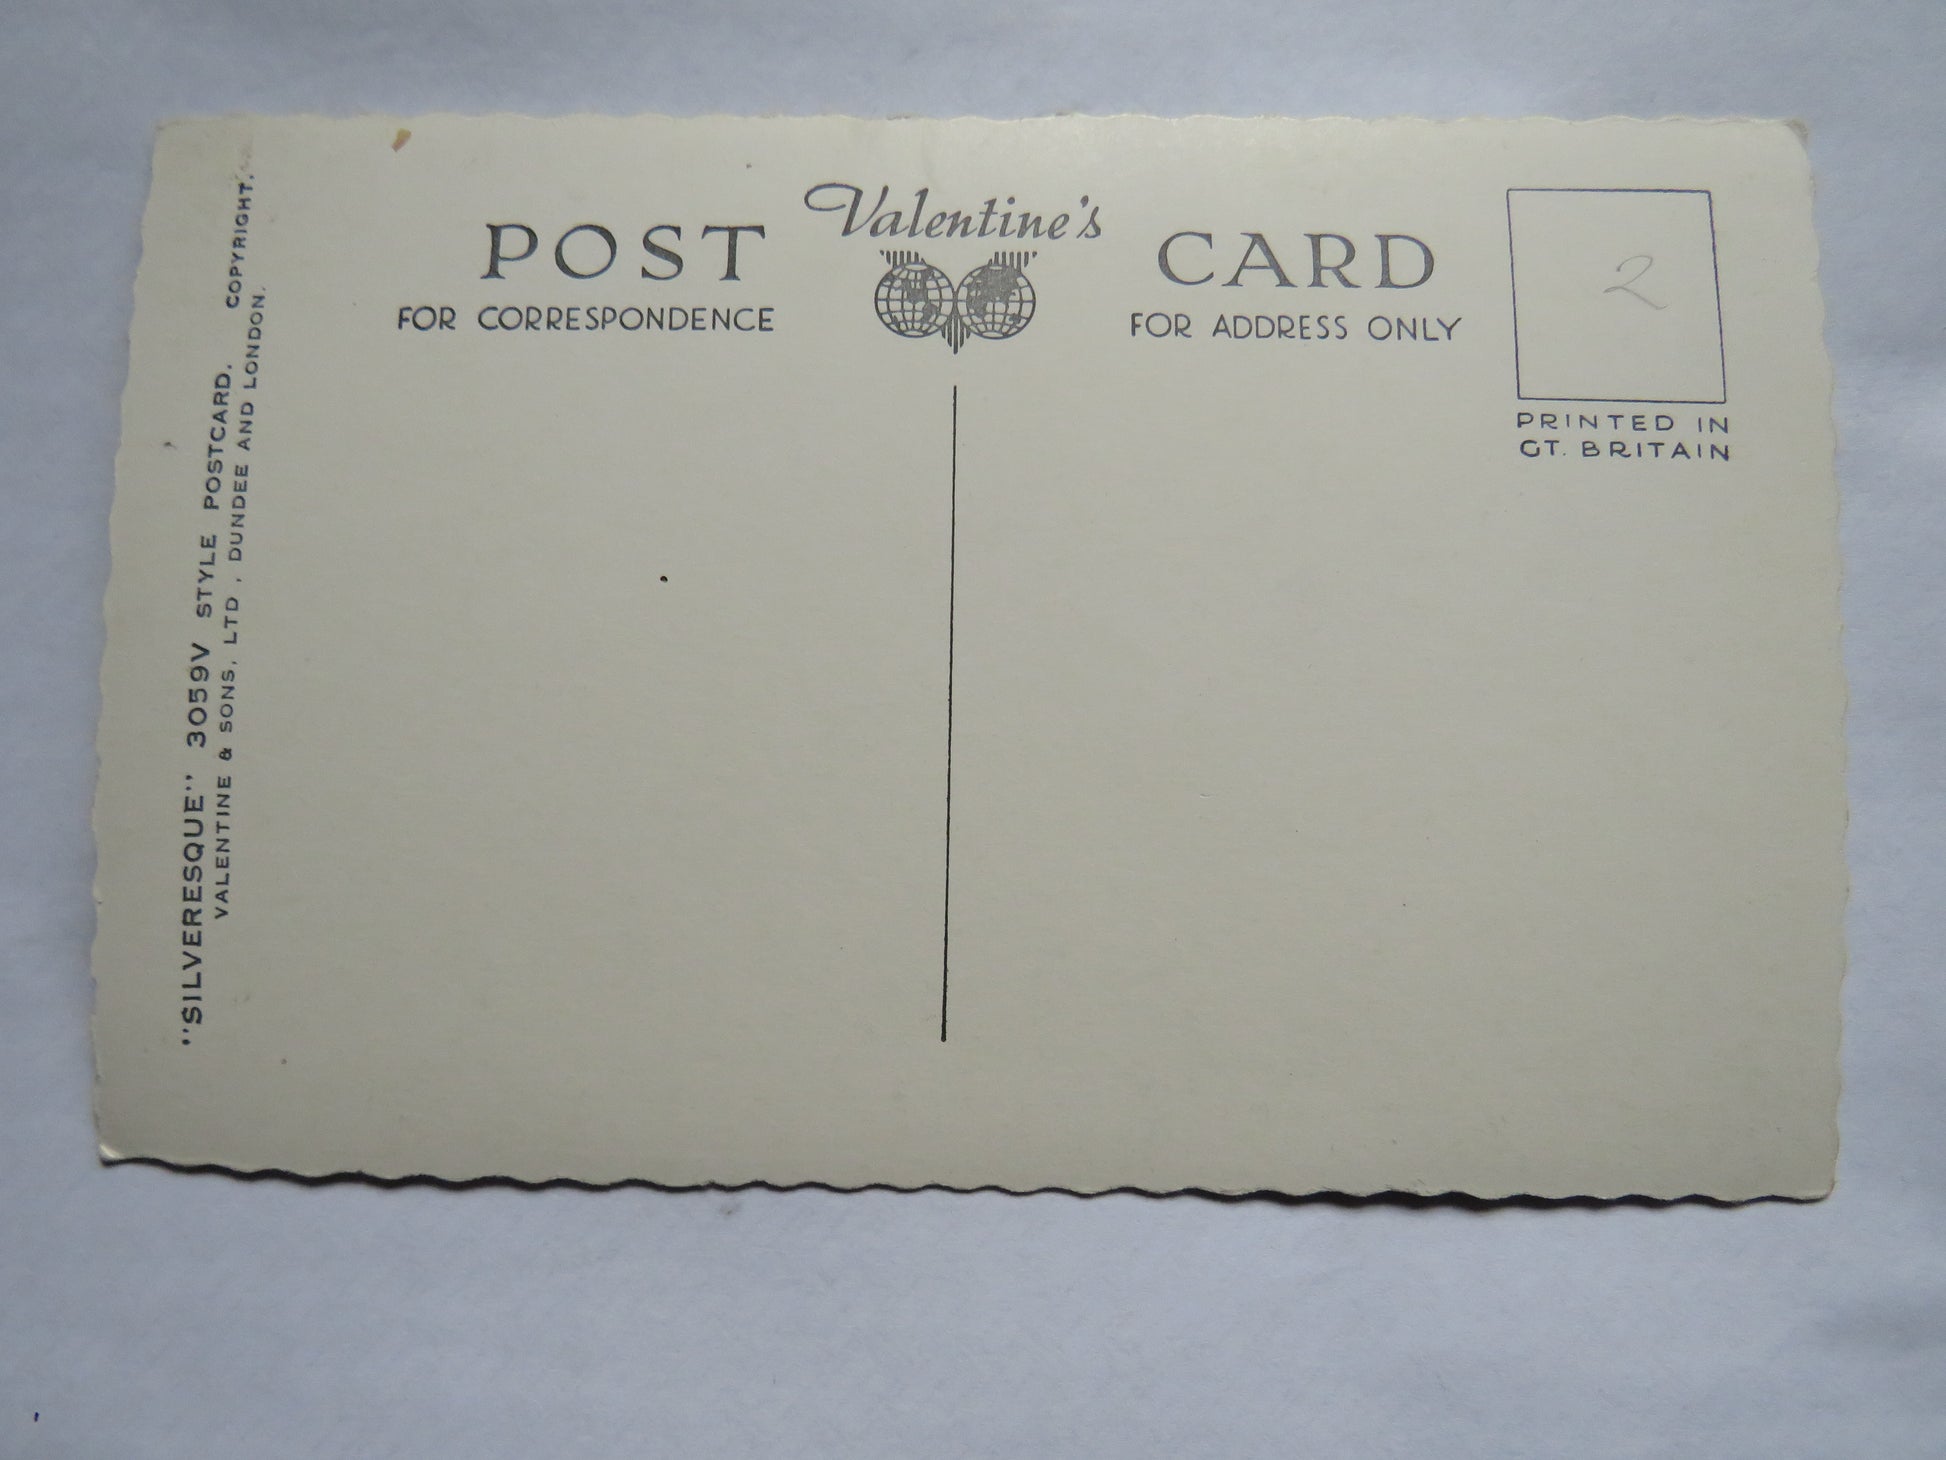 POST Valentine's CARD
FOR CORRESPONDENCE
FOR ADDRESS ONLY
2
PRINTED IN
GT. BRITAIN
"SILVERESQUE" 3059V STYLE POSTCARD. COPYRIGHT.
VALENTINE & SONS, LTD, DUNDEE AND LONDON.